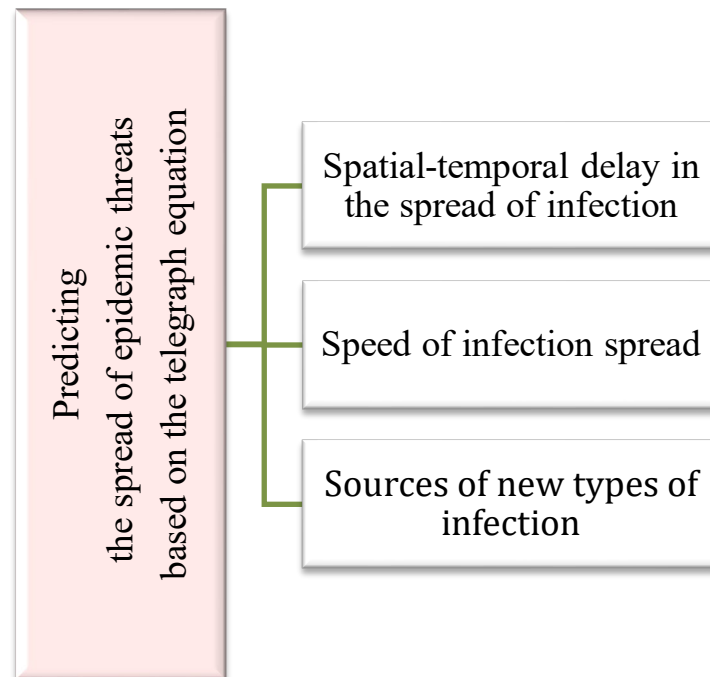 Predicting
the spread of epidemic threats
based on the telegraph equation
Spatial-temporal delay in
the spread of infection
Speed of infection spread
Sources of new types of
infection